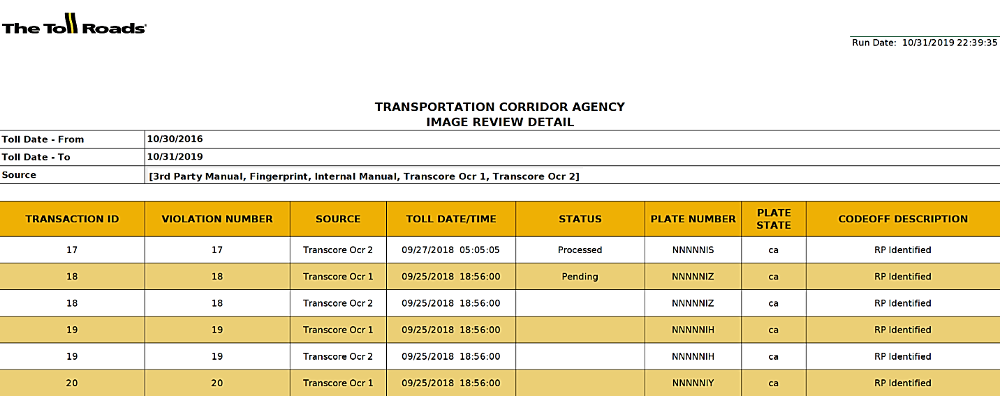 The Toll Roads
Run Date: 10/31/2019 22:39:35
TRANSPORTATION CORRIDOR AGENCY
IMAGE REVIEW DETAIL
Toll Date - From 10/30/2016
Toll Date - To 10/31/2019
Source [3rd Party Manual, Fingerprint, Internal Manual, Transcore Ocr 1, Transcore Ocr 2]
TRANSACTION ID VIOLATION NUMBER SOURCE TOLL DATE/TIME STATUS PLATE NUMBER PLATE STATE CODEOFF DESCRIPTION
17 17 Transcore Ocr 2 09/27/2018 05:05:05 Processed NNNNNIS ca RP Identified
18 18 Transcore Ocr 1 09/25/2018 18:56:00 Pending NNNNNIZ ca RP Identified
18 18 Transcore Ocr 2 09/25/2018 18:56:00 NNNNNIZ ca RP Identified
19 19 Transcore Ocr 1 09/25/2018 18:56:00 NNNNNIH ca RP Identified
19 19 Transcore Ocr 2 09/25/2018 18:56:00 NNNNNIH ca RP Identified
20 20 Transcore Ocr 1 09/25/2018 18:56:00 NNNNNIY ca RP Identified